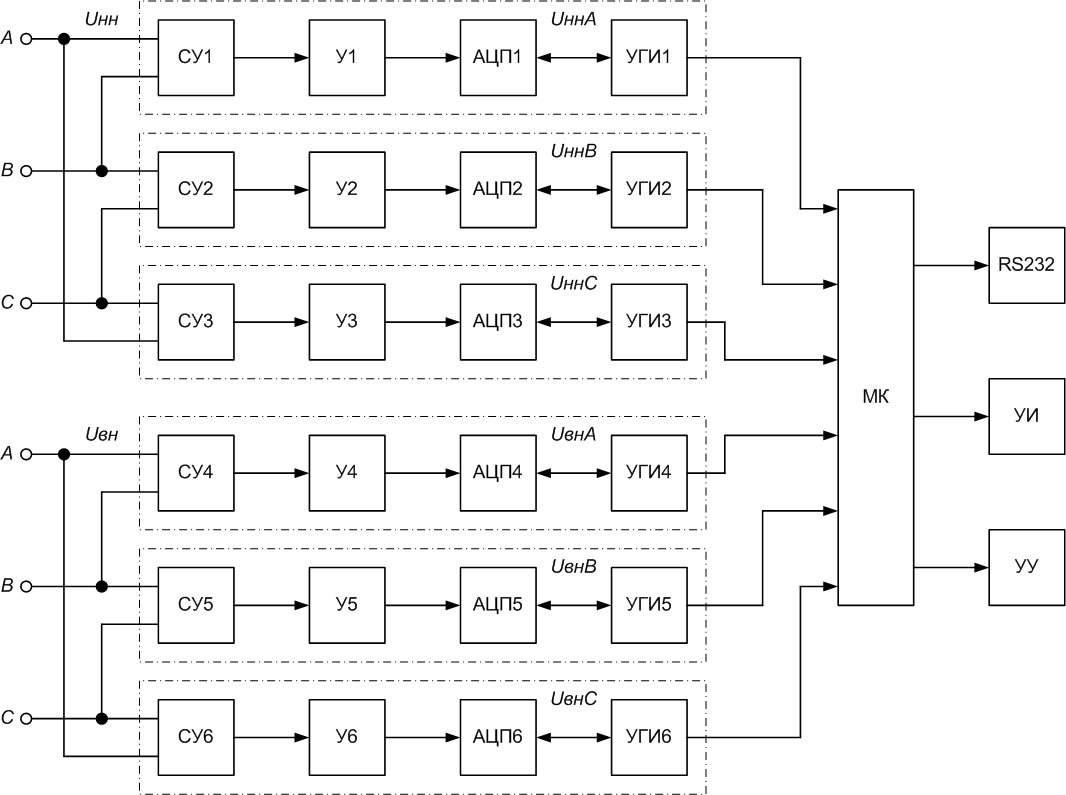 Uнн
UннA
A
СУ1
У1
АЦП1
УГИ1
UннB
B
СУ2
У2
АЦП2
УГИ2
UннC
C
СУ3
У3
АЦП3
УГИ3
МК
RS232
УИ
УУ
Uвн
UвнA
A
СУ4
У4
АЦП4
УГИ4
UвнB
B
СУ5
У5
АЦП5
УГИ5
UвнC
C
СУ6
У6
АЦП6
УГИ6